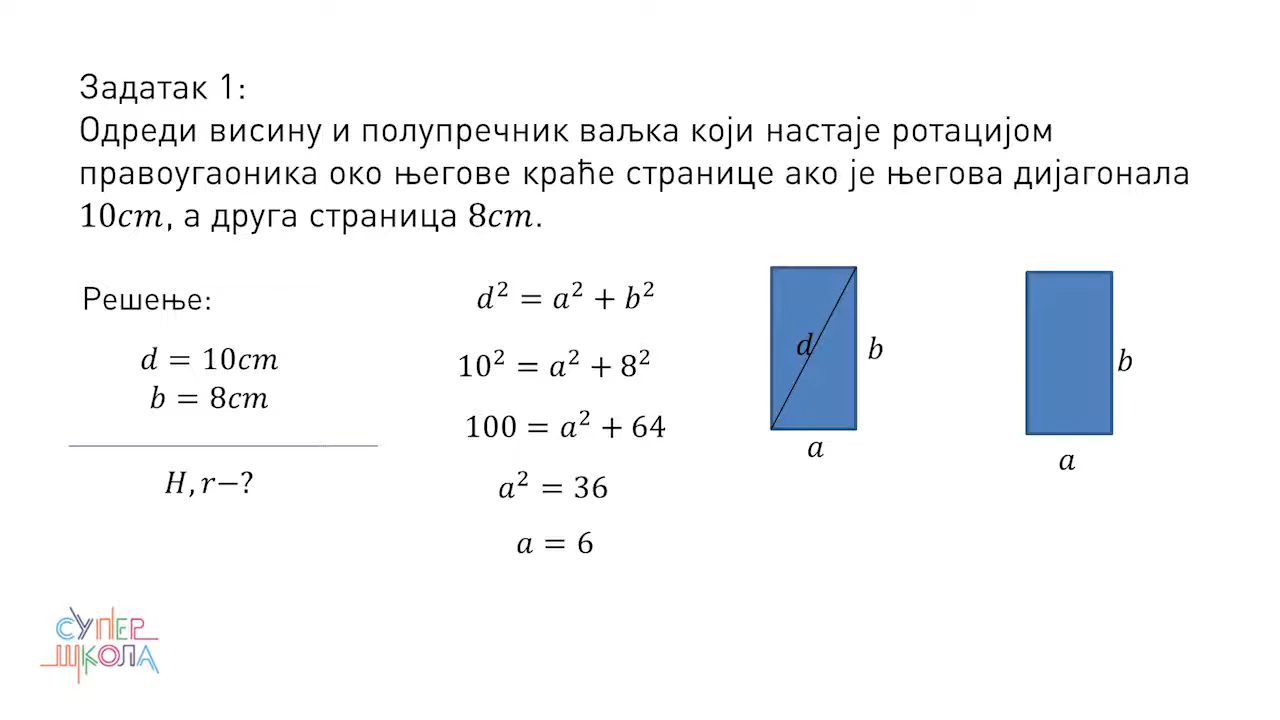 Задатак 1:
Одреди висину и полупречник ваљка који настаје ротацијом
правоугаоника око његове краће странице ако је његова дијагонала
10cm, а друга страница 8cm.
Решење:
d = 10cm
b = 8cm
H, r−?
d² = a² + b²
10² = a² + 8²
100 = a² + 64
a² = 36
a = 6
d
b
a
b
a
СУПЕР
ШКОЛА